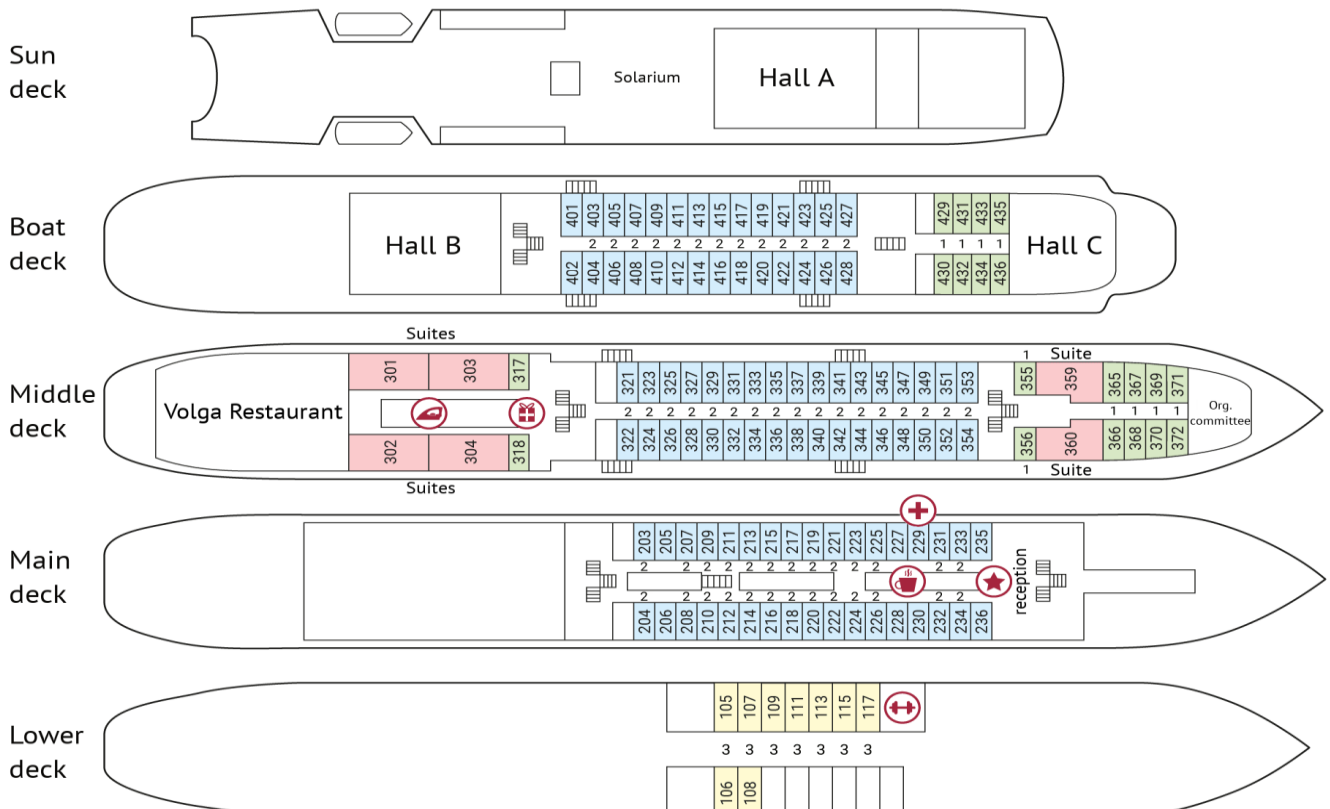 Sun
deck
Solarium
Hall A
Boat
deck
Hall B
401 403 405 407 409 411 413 415 417 419 421 423 425 427
2 2 2 2 2 2 2 2 2 2 2 2 2
402 404 406 408 410 412 414 416 418 420 422 424 426 428
429 431 433 435
1 1 1 1
430 432 434 436
Hall C
Middle
deck
Suites
301 303 317
Volga Restaurant
302 304 318
Suites
321 323 325 327 329 331 333 335 337 339 341 343 345 347 349 351 353
2 2 2 2 2 2 2 2 2 2 2 2 2 2 2 2 2
322 324 326 328 330 332 334 336 338 340 342 344 346 348 350 352 354
1 Suite
355 359 365 367 369 371
1 1 1 1
356 360 366 368 370 372
1 Suite
Org.
committee
Main
deck
203 205 207 209 211 213 215 217 219 221 223 225 227 229 231 233 235
2 2 2 2 2 2 2 2 2 2 2 2 2
2 2 2 2 2 2 2 2 2 2 2 2 2
204 206 208 210 212 214 216 218 220 222 224 226 228 230 232 234 236
reception
Lower
deck
105 107 109 111 113 115 117
3 3 3 3 3 3 3
106 108